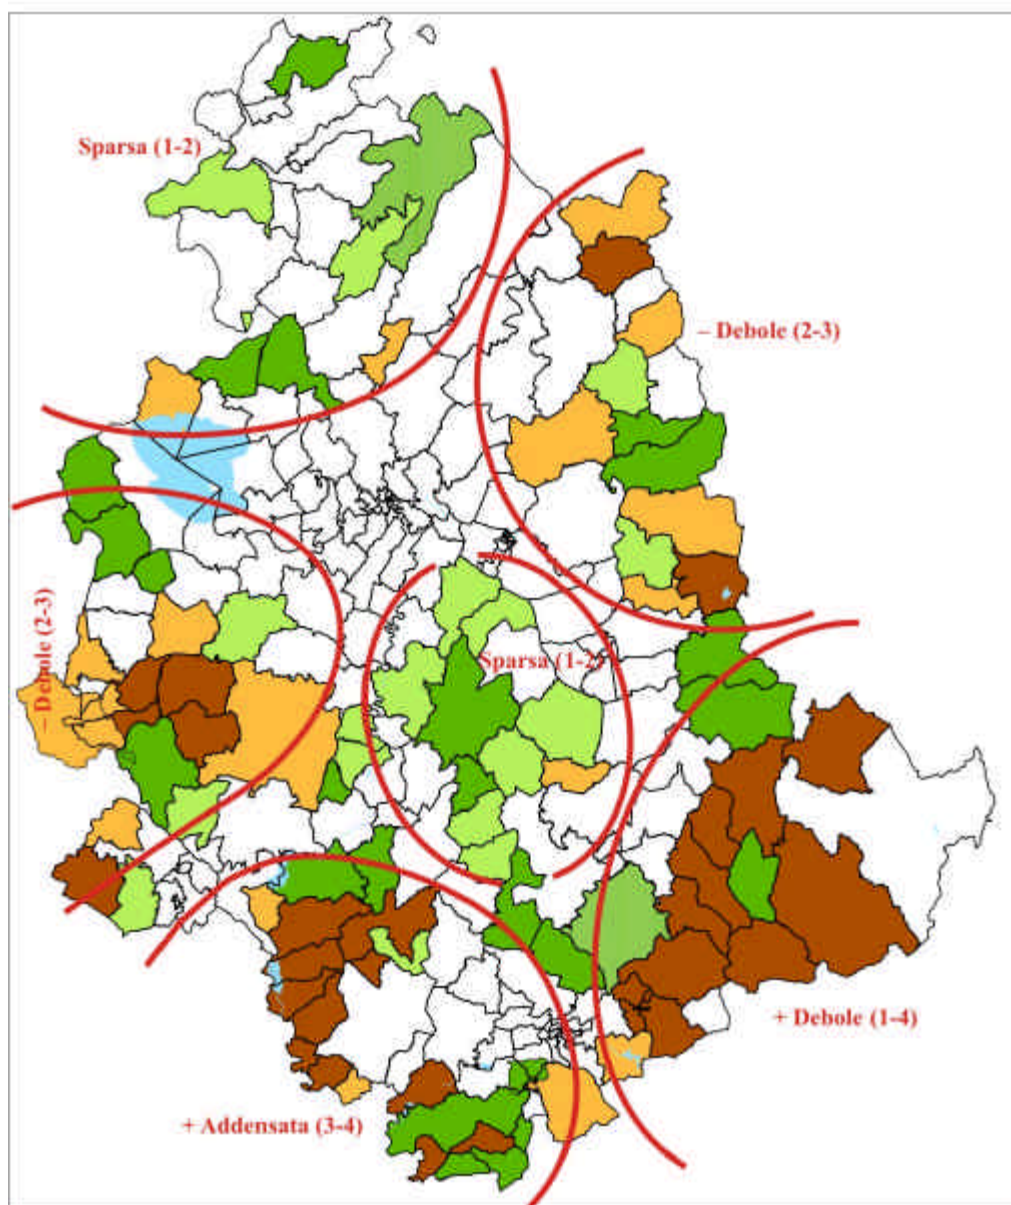 Sparsa (1-2)
– Debole (2-3)
– Debole (2-3)
Sparsa (1-2)
+ Debole (1-4)
+ Addensata (3-4)